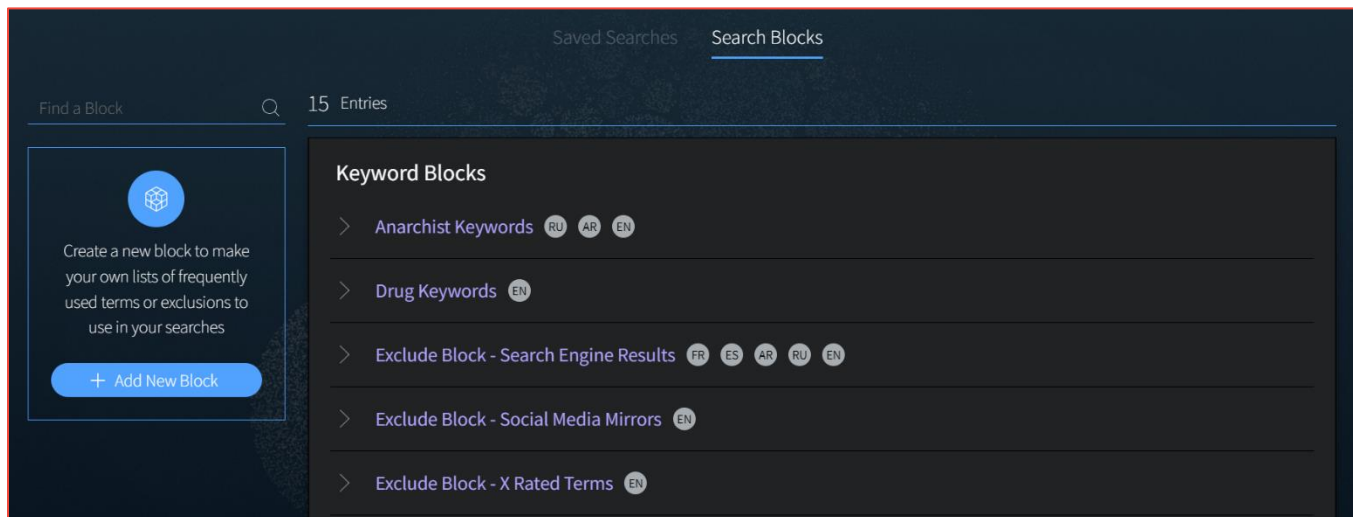 Saved Searches Search Blocks
Find a Block
15 Entries
Create a new block to make
your own lists of frequently
used terms or exclusions to
use in your searches
+ Add New Block
Keyword Blocks
Anarchist Keywords RU AR EN
Drug Keywords EN
Exclude Block - Search Engine Results FR ES AR RU EN
Exclude Block - Social Media Mirrors EN
Exclude Block - X Rated Terms EN